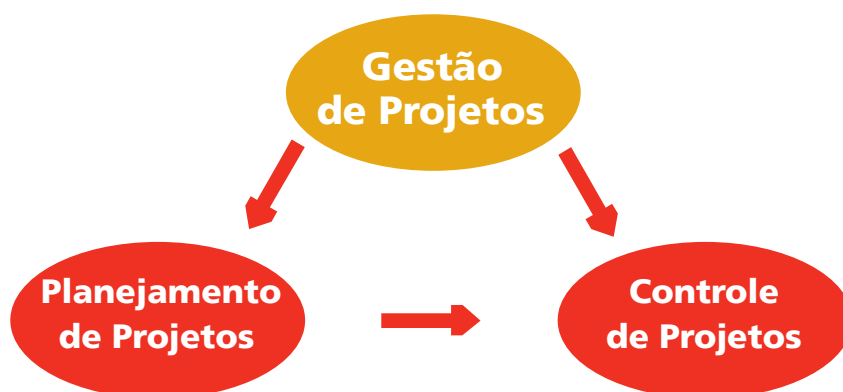 Gestão
de Projetos
Planejamento
de Projetos
Controle
de Projetos